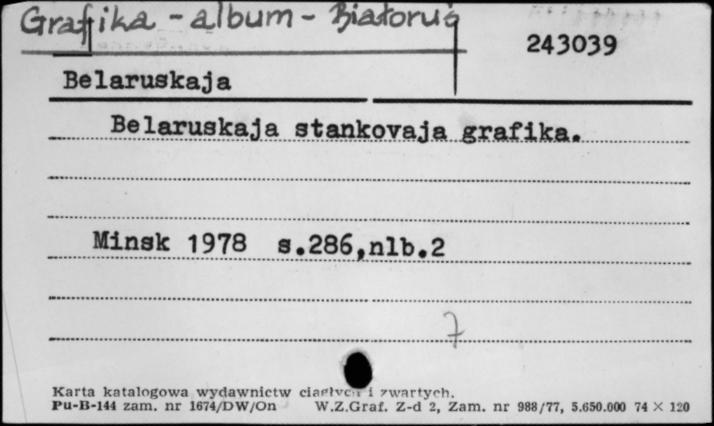 Grafika - album - Białoruś
243039
Belaruskaja
Belaruskaja stankovaja grafika.
Minsk 1978 s.286,nlb.2
7
Karta katalogowa wydawnictw ciągłych i zwartych.
Pu-B-144 zam. nr 1674/DW/On W.Z.Graf. Z-d 2, Zam. nr 988/77, 5.650.000 74 × 120